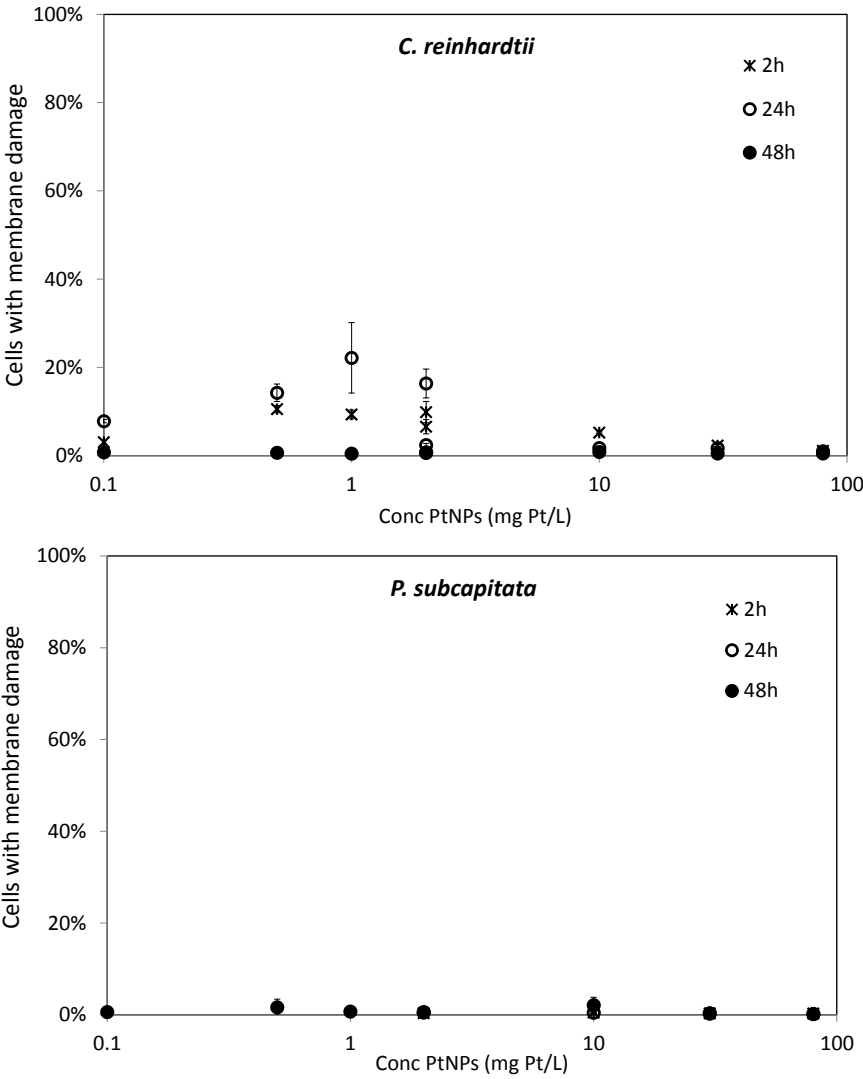 100%
C. reinhardtii
2h
80%
24h
48h
60%
40%
20%
0%
0.1 1 10 100
Conc PtNPs (mg Pt/L)
Cells with membrane damage
100%
P. subcapitata
2h
80%
24h
48h
60%
40%
20%
0%
0.1 1 10 100
Conc PtNPs (mg Pt/L)
Cells with membrane damage